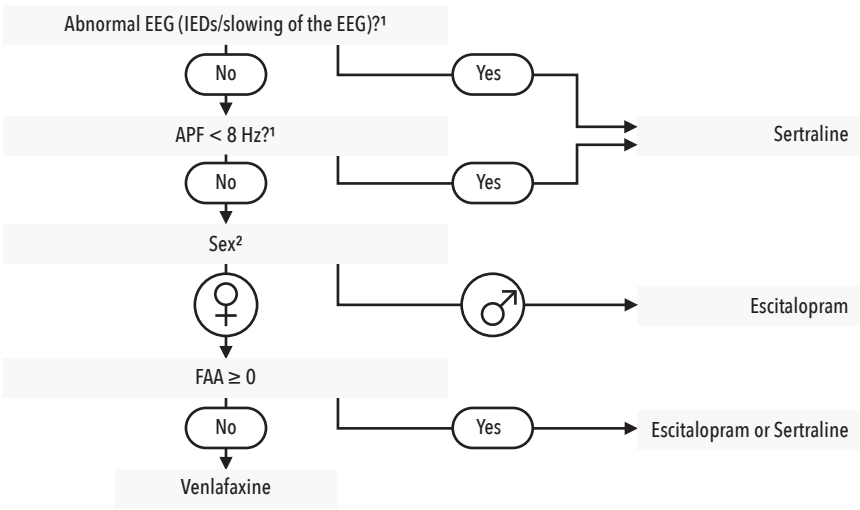 Abnormal EEG (IEDs/slowing of the EEG)?¹
No
Yes
APF < 8 Hz?¹
Sertraline
No
Yes
Sex²
Escitalopram
FAA ≥ 0
No
Yes
Escitalopram or Sertraline
Venlafaxine